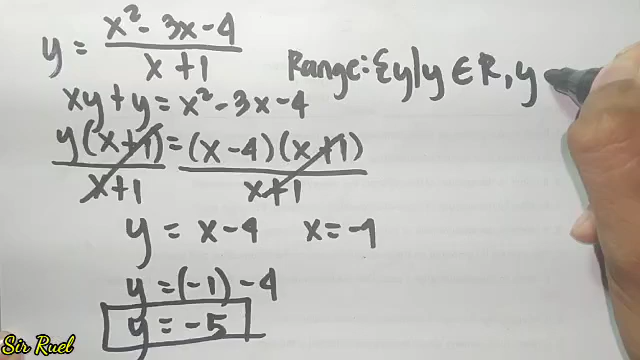 y = x² - 3x - 4 / x + 1
Range: {y|y ∈ R, y
xy + y = x² - 3x - 4
y(x+1) = (x-4)(x+1)
x+1 x+1
y = x - 4 x = -1
y = (-1) - 4
y = -5
Sir Ruel